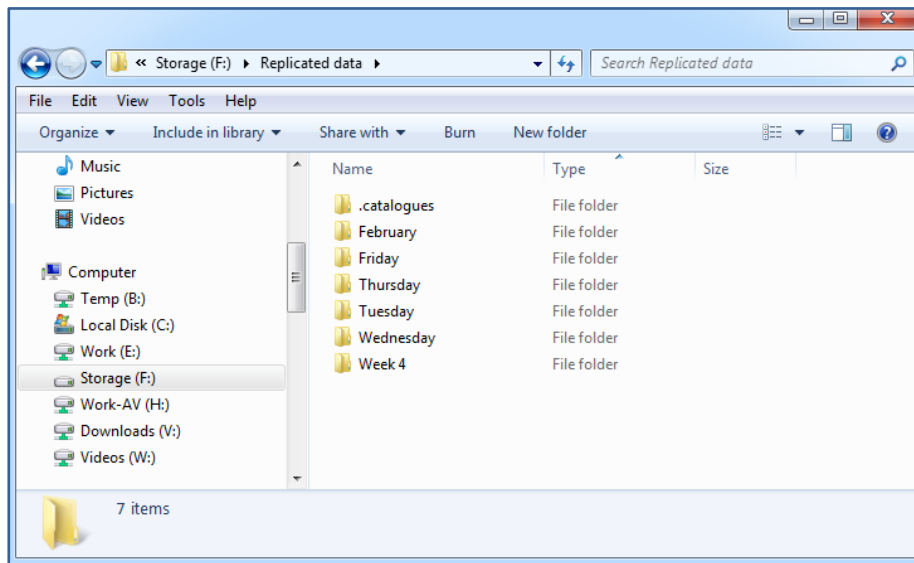 « Storage (F:) Replicated data Search Replicated data
File Edit View Tools Help
Organize Include in library Share with Burn New folder
Music
Pictures
Videos
Computer
Temp (B:)
Local Disk (C:)
Work (E:)
Storage (F:)
Work-AV (H:)
Downloads (V:)
Videos (W:)
Name Type Size
.catalogues File folder
February File folder
Friday File folder
Thursday File folder
Tuesday File folder
Wednesday File folder
Week 4 File folder
7 items